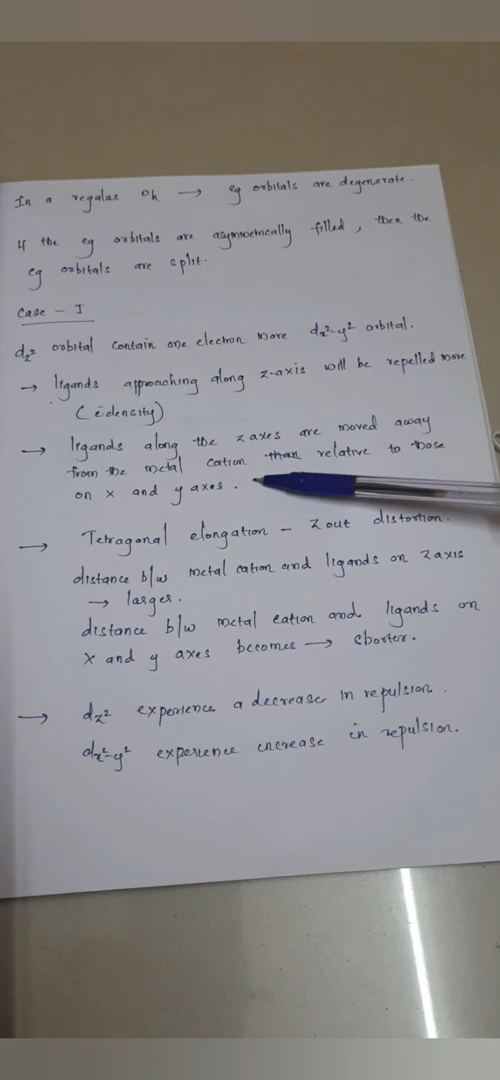 In a regular Oh → eg orbitals are degenerate.
If the eg orbitals are asymmetrically filled, then the
eg orbitals are split.
Case - I
dz² orbital contain one electron more dx²-y² orbital.
→ ligands approaching along z-axis will be repelled more
(ēdensity)
→ ligands along the z axes are moved away
from the metal cation than relative to those
on x and y axes.
→ Tetragonal elongation - Z out distortion.
distance b/w metal cation and ligands on z axis
→ larger.
distance b/w metal cation and ligands on
x and y axes becomes → shorter.
→ dz² experience a decrease in repulsion.
dx²-y² experience increase in repulsion.